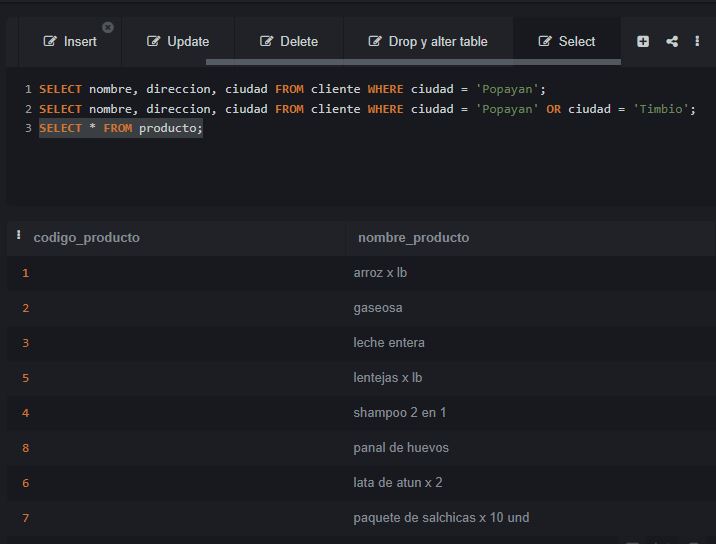 Insert Update Delete Drop y alter table Select
1 SELECT nombre, direccion, ciudad FROM cliente WHERE ciudad = 'Popayan';
2 SELECT nombre, direccion, ciudad FROM cliente WHERE ciudad = 'Popayan' OR ciudad = 'Timbio';
3 SELECT * FROM producto;
codigo_producto nombre_producto
1 arroz x lb
2 gaseosa
3 leche entera
5 lentejas x lb
4 shampoo 2 en 1
8 panal de huevos
6 lata de atun x 2
7 paquete de salchicas x 10 und